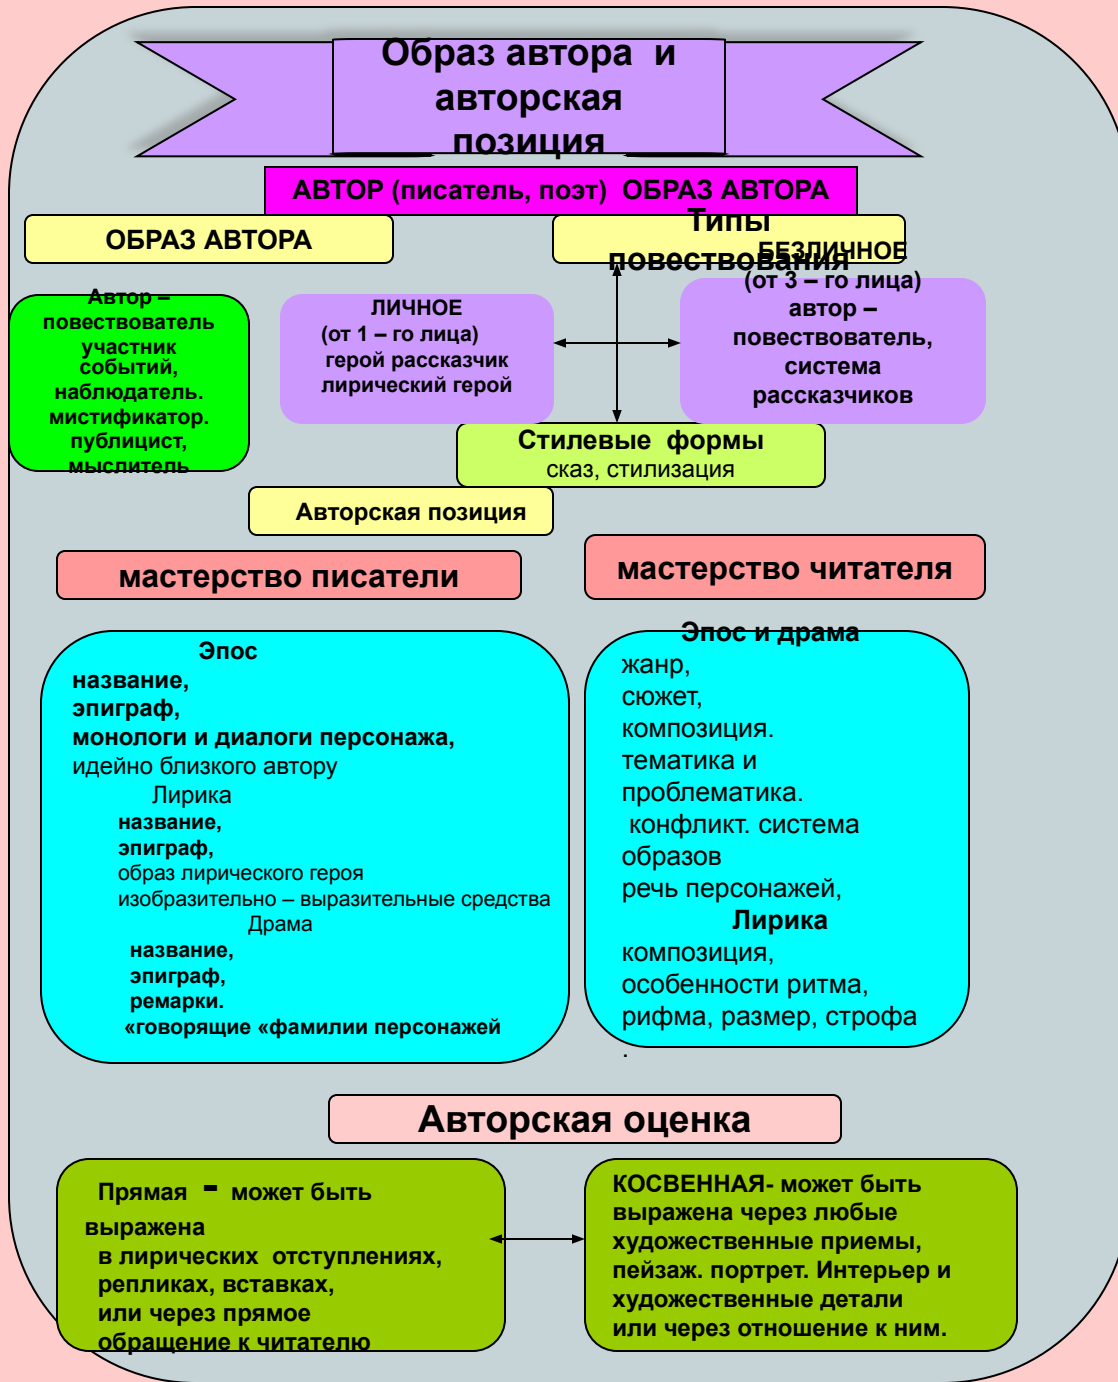 Образ автора и
авторская
позиция
АВТОР (писатель, поэт) ОБРАЗ АВТОРА
ОБРАЗ АВТОРА
Типы
повествования
Автор –
повествователь
участник
событий,
наблюдатель.
мистификатор.
публицист,
мыслитель
ЛИЧНОЕ
(от 1 – го лица)
герой рассказчик
лирический герой
БЕЗЛИЧНОЕ
(от 3 – го лица)
автор –
повествователь,
система
рассказчиков
Стилевые формы
сказ, стилизация
Авторская позиция
мастерство писатели
мастерство читателя
Эпос
название,
эпиграф,
монологи и диалоги персонажа,
идейно близкого автору
Лирика
название,
эпиграф,
образ лирического героя
изобразительно – выразительные средства
Драма
название,
эпиграф,
ремарки.
«говорящие «фамилии персонажей
Эпос и драма
жанр,
сюжет,
композиция.
тематика и
проблематика.
конфликт. система
образов
речь персонажей,
Лирика
композиция,
особенности ритма,
рифма, размер, строфа
.
Авторская оценка
Прямая - может быть
выражена
в лирических отступлениях,
репликах, вставках,
или через прямое
обращение к читателю
КОСВЕННАЯ- может быть
выражена через любые
художественные приемы,
пейзаж. портрет. Интерьер и
художественные детали
или через отношение к ним.